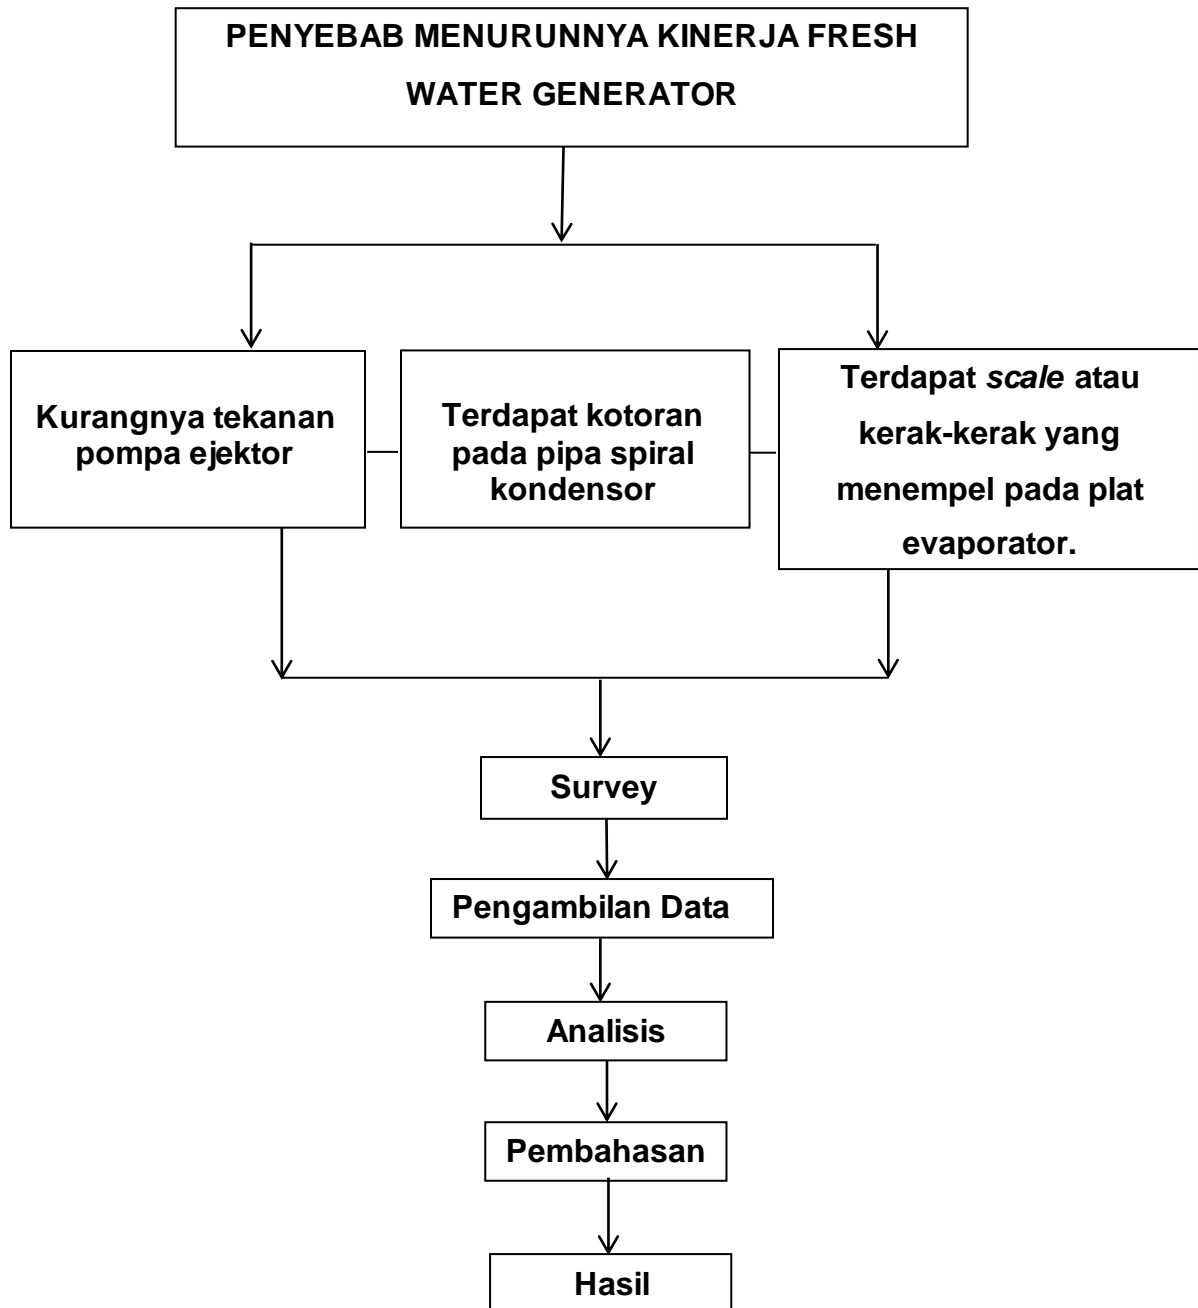 PENYEBAB MENURUNNYA KINERJA FRESH
WATER GENERATOR
Kurangnya tekanan
pompa ejektor
Terdapat kotoran
pada pipa spiral
kondensor
Terdapat scale atau
kerak-kerak yang
menempel pada plat
evaporator.
Survey
Pengambilan Data
Analisis
Pembahasan
Hasil